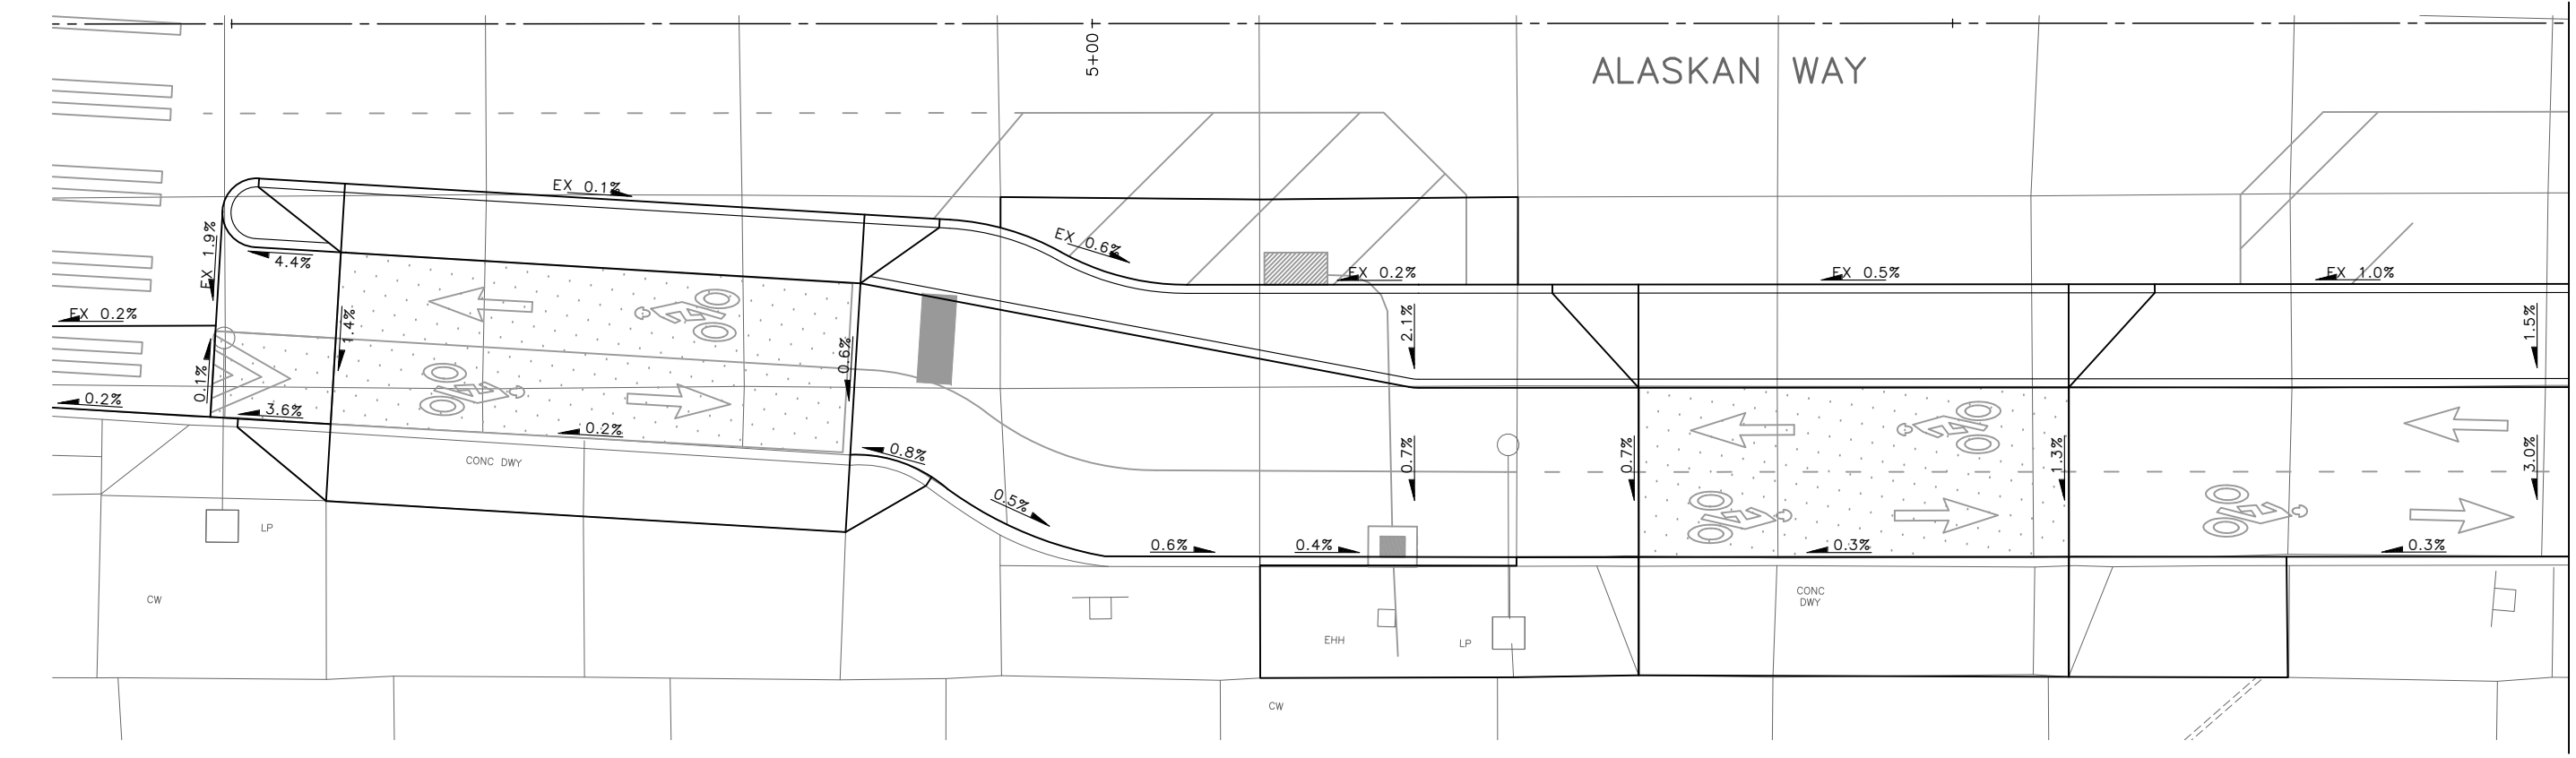 5+00
ALASKAN WAY
EX 0.1%
EX 1.9%
4.4%
EX 0.6%
EX 0.2%
EX 0.5%
EX 1.0%
EX 0.2%
1.4%
0.6%
2.1%
1.5%
0.1%
0.2%
3.6%
0.2%
0.8%
0.7%
0.7%
1.3%
3.0%
CONC DWY
0.5%
0.6%
0.4%
0.3%
0.3%
LP
CW
CONC
DWY
EHH
LP
CW